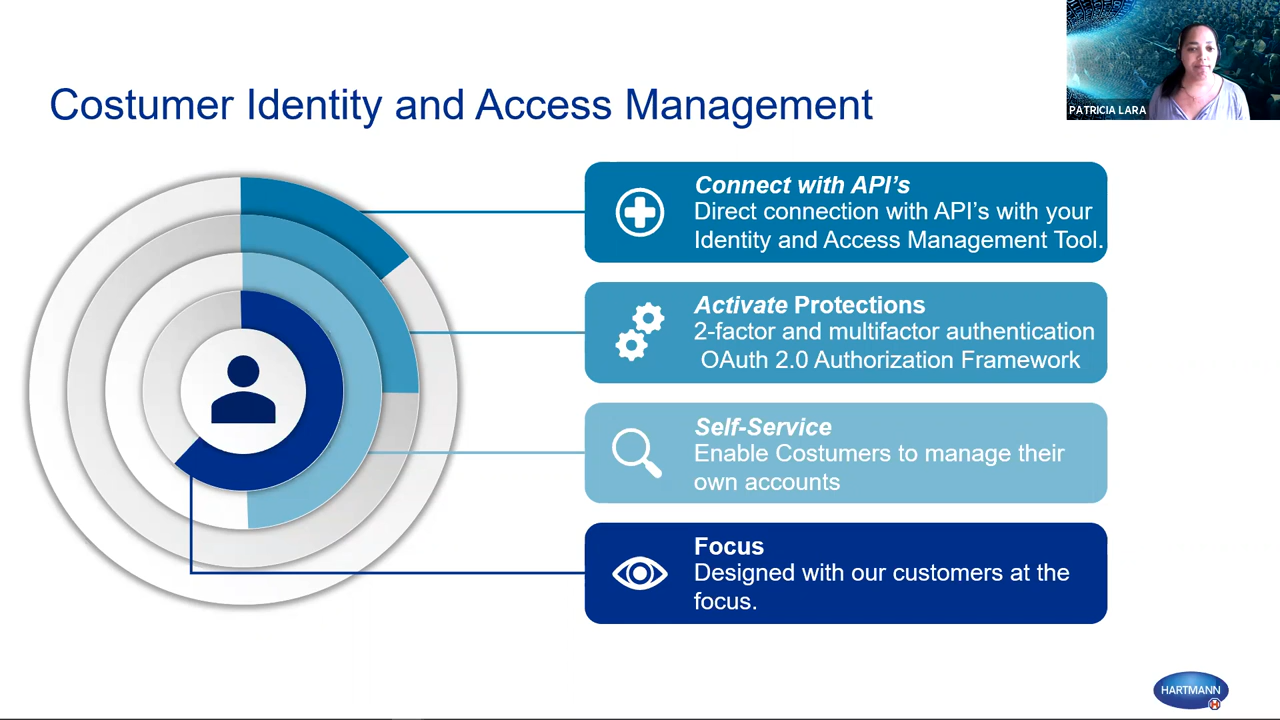 Costumer Identity and Access Management
PATRICIA LARA
Connect with API’s
Direct connection with API’s with your
Identity and Access Management Tool.
Activate Protections
2-factor and multifactor authentication
OAuth 2.0 Authorization Framework
Self-Service
Enable Costumers to manage their
own accounts
Focus
Designed with our customers at the
focus.
HARTMANN